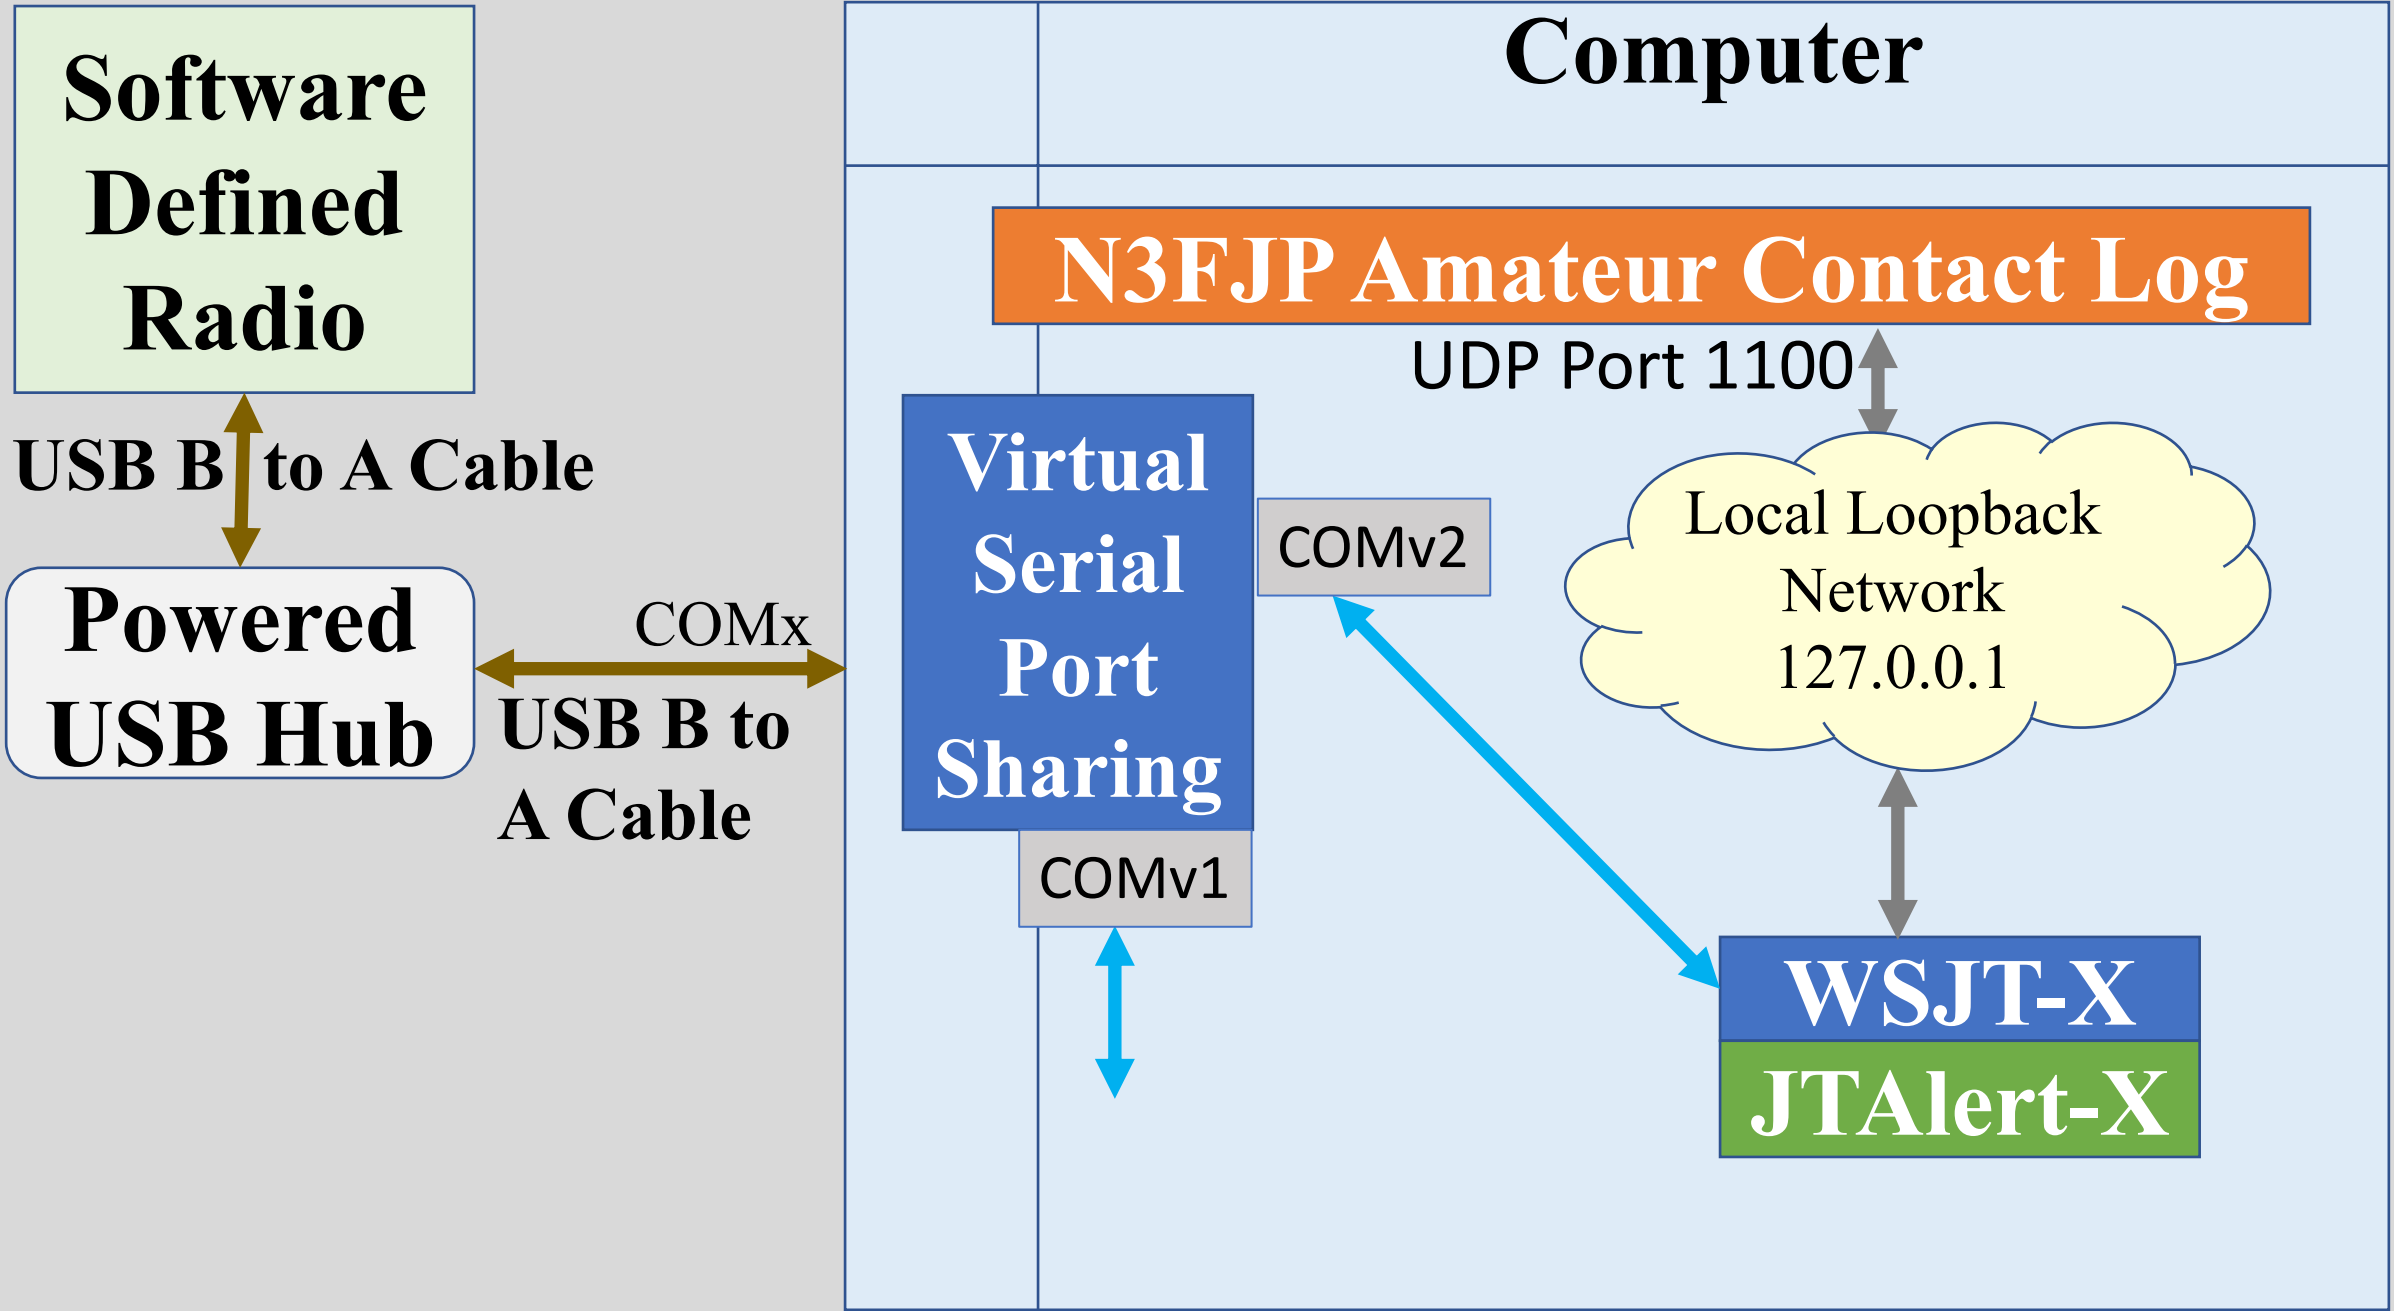 Software
Defined
Radio
USB B to A Cable
Powered
USB Hub
COMx
USB B to
A Cable
Computer
N3FJP Amateur Contact Log
UDP Port 1100
Virtual
Serial
Port
Sharing
COMv2
COMv1
Local Loopback
Network
127.0.0.1
WSJT-X
JTAlert-X